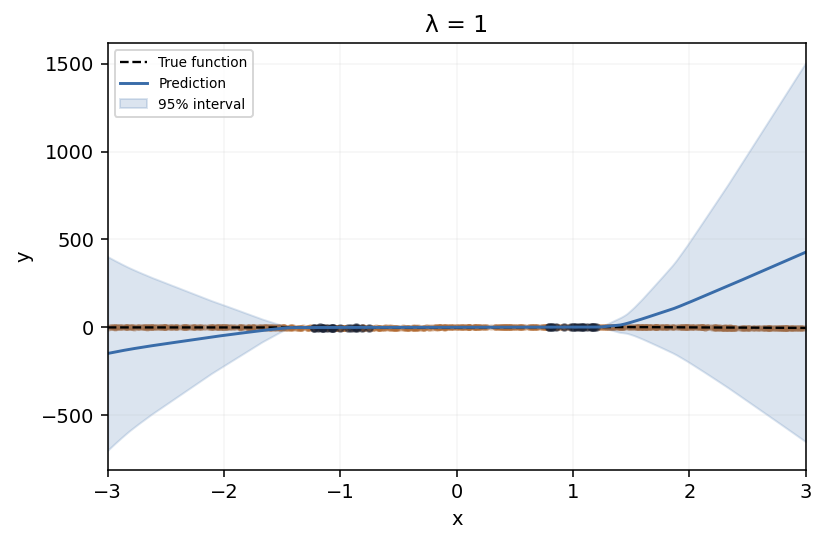 λ = 1
True function
Prediction
95% interval
1500
1000
500
0
−500
y
−3
−2
−1
0
1
2
3
x